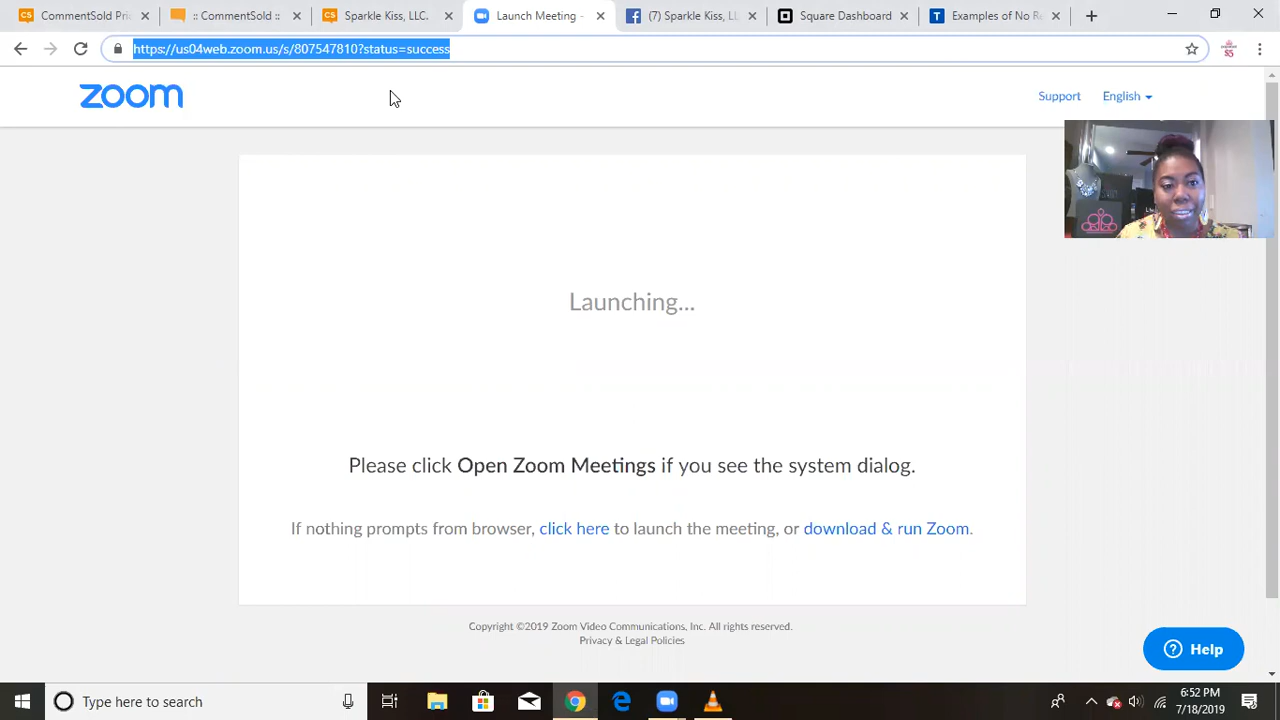 CommentSold Pri
:: CommentSold ::
Sparkle Kiss, LLC.
Launch Meeting -
(7) Sparkle Kiss, LL
Square Dashboard
Examples of No, Ra
https://us04web.zoom.us/s/807547810?status=success
zoom
Support
English
Launching...
Please click Open Zoom Meetings if you see the system dialog.
If nothing prompts from browser, click here to launch the meeting, or download & run Zoom.
Copyright ©2019 Zoom Video Communications, Inc. All rights reserved.
Privacy & Legal Policies
Help
Type here to search
6:52 PM
7/18/2019